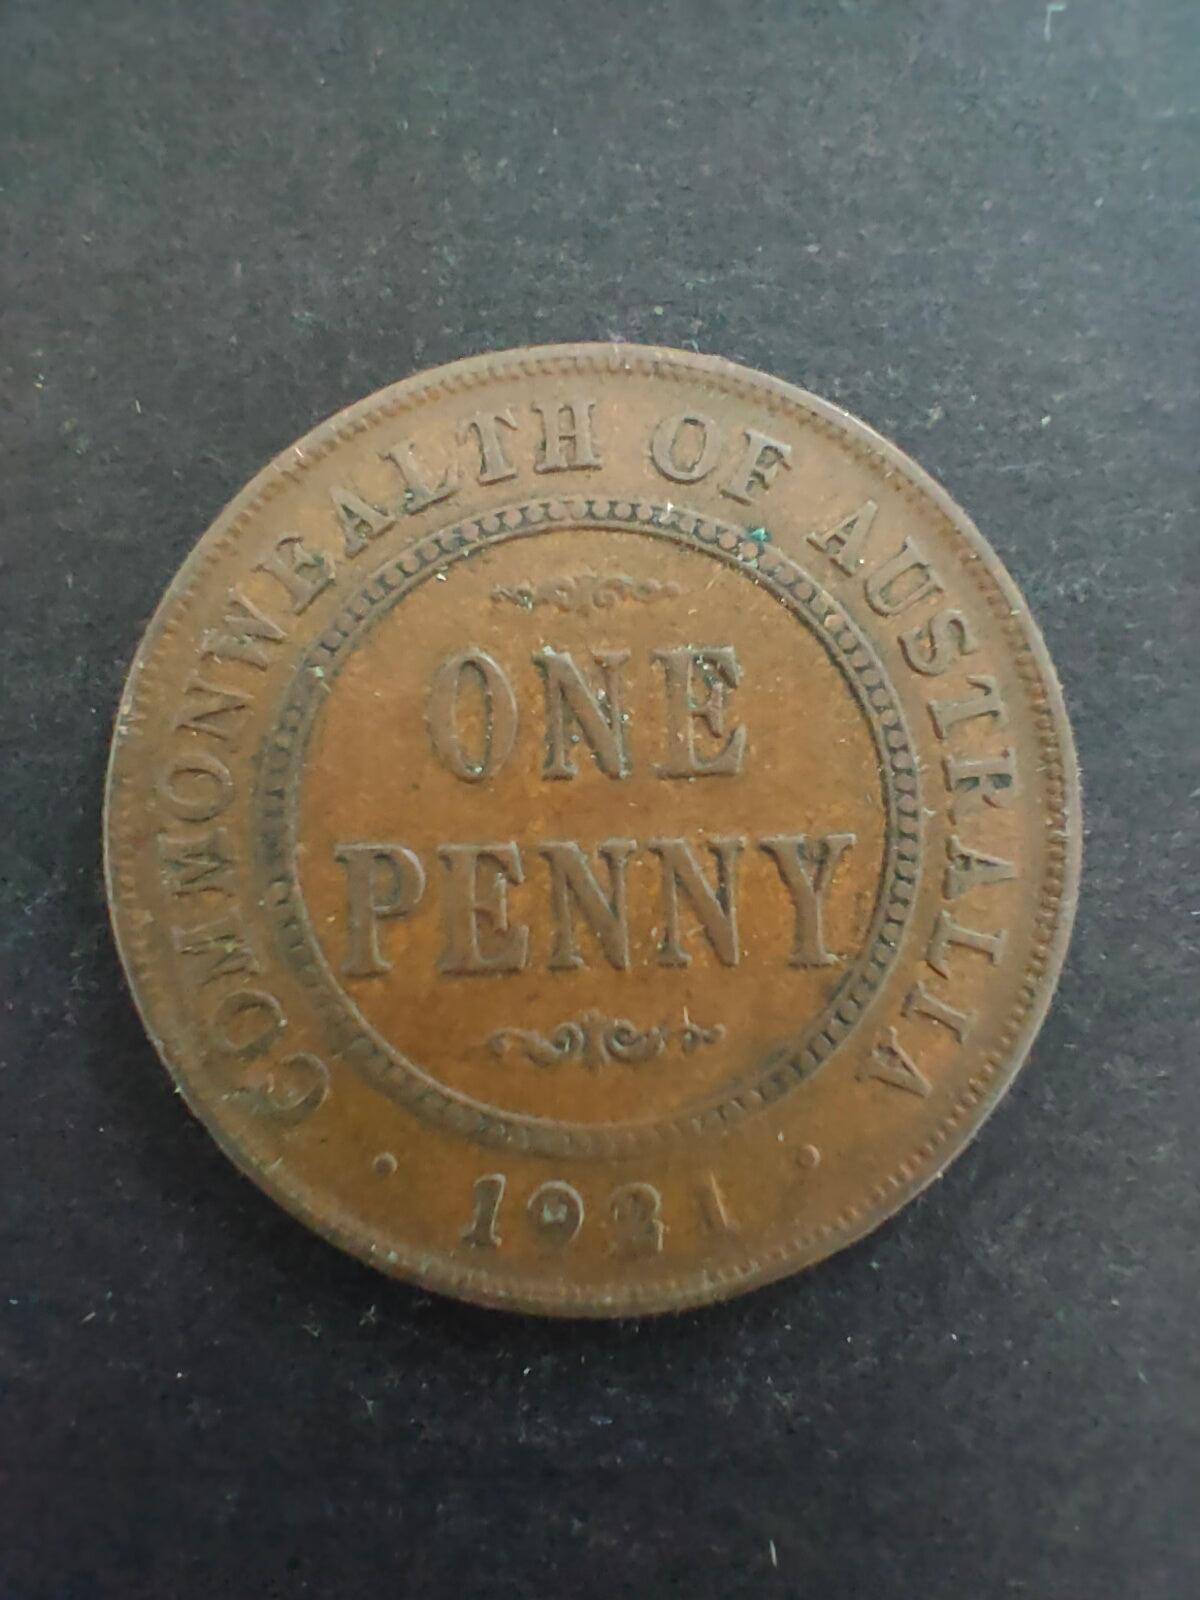 COMMONWEALTH OF AUSTRALIA
ONE
PENNY
1921